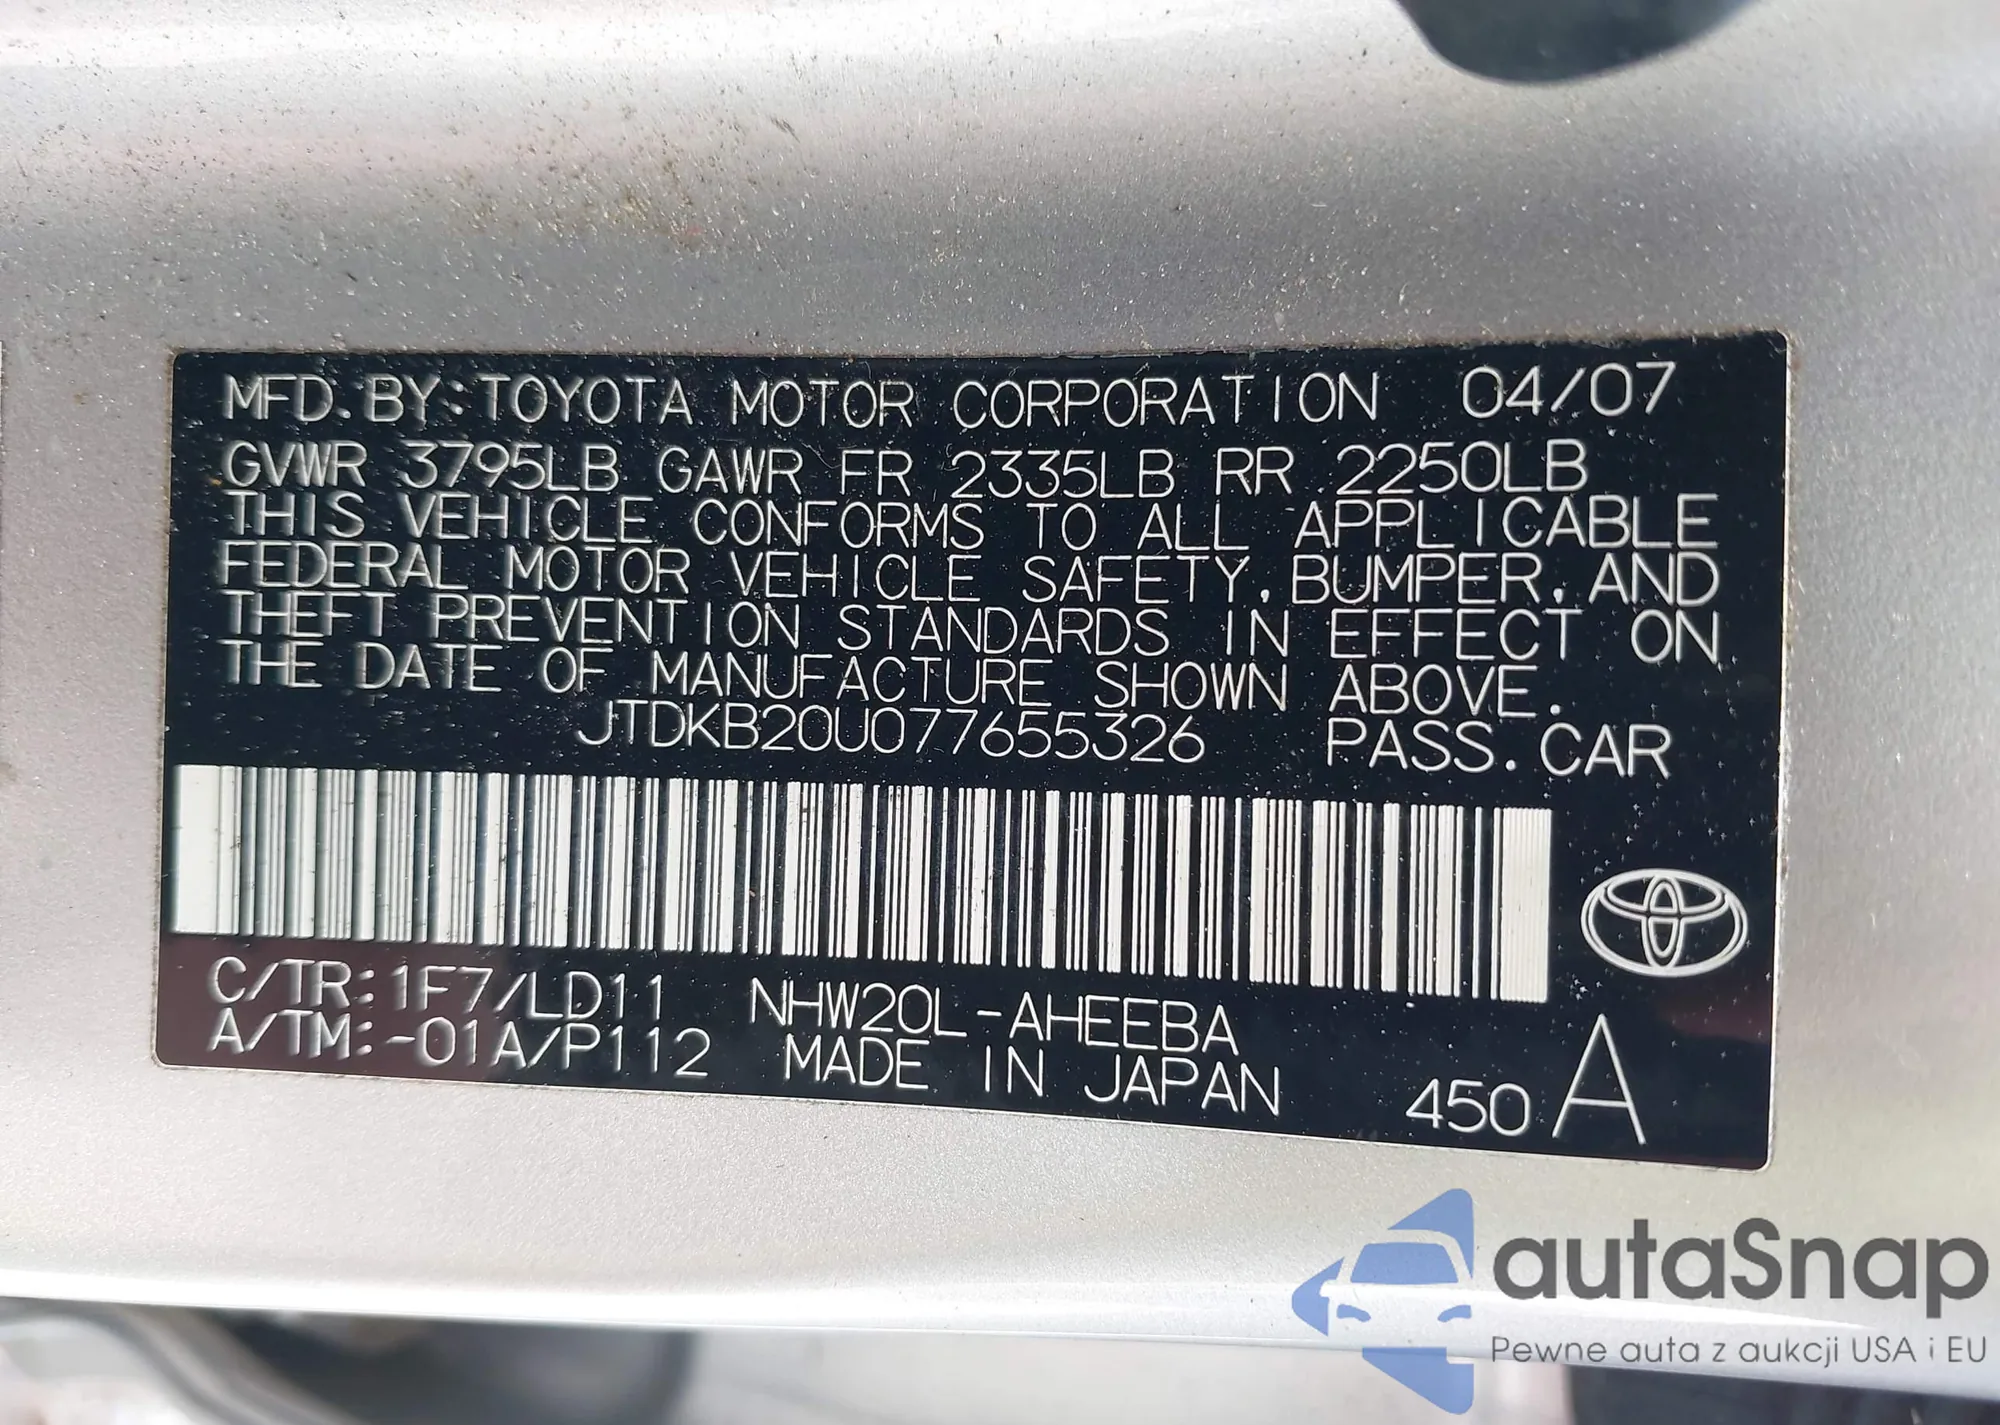 MFD. BY: TOYOTA MOTOR CORPORATION 04/07
GVWR 3795LB GAWR FR 2335LB RR 2250LB
THIS VEHICLE CONFORMS TO ALL APPLICABLE
FEDERAL MOTOR VEHICLE SAFETY, BUMPER, AND
THEFT PREVENTION STANDARDS IN EFFECT ON
THE DATE OF MANUFACTURE SHOWN ABOVE.
JTDKB20U077655326 PASS. CAR
C/TR: 1F7/LD11 NHW20L-AHEEBA
A/TM: -01A/P112 MADE IN JAPAN
450 A
autaSnap
Pewne auta z aukcji USA i EU